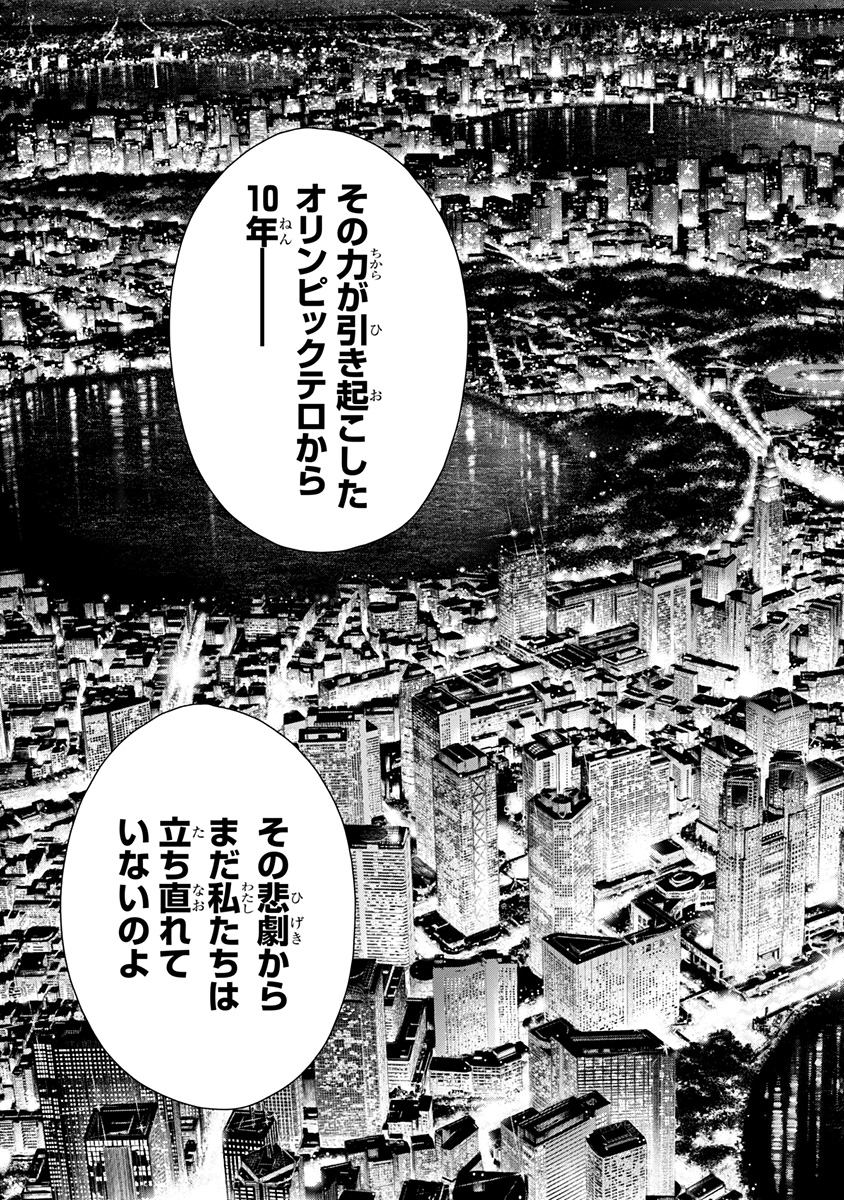 その力が引き起こした
オリンピックテロから
10年――
その悲劇から
まだ私たちは
立ち直れて
いないのよ